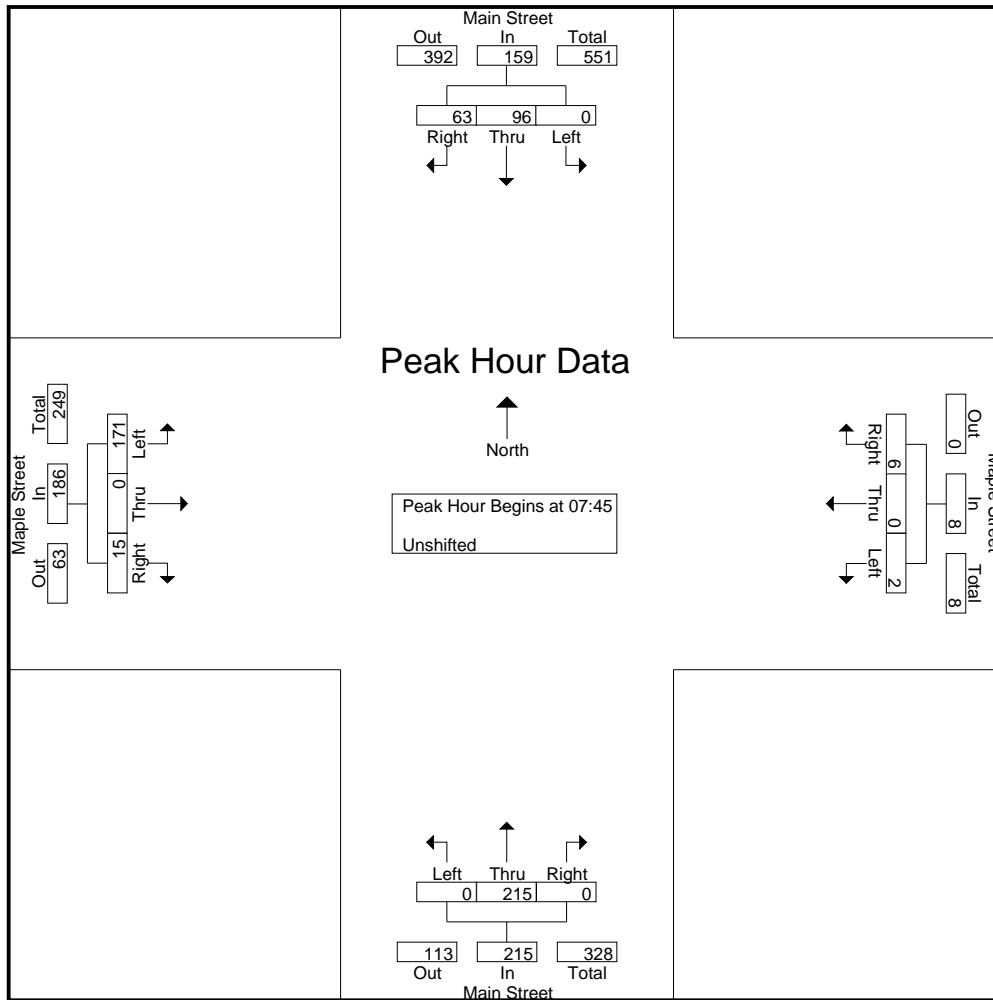 Main Street
Out In Total
392 159 551
63 96 0
Right Thru Left
Peak Hour Data
North
Peak Hour Begins at 07:45
Unshifted
Maple Street
Total In Out
249 186 63
171 0 15
Left Thru Right
Maple Street
Out In Total
0 8 8
6 0 2
Right Thru Left
Left Thru Right
0 215 0
113 215 328
Out In Total
Main Street